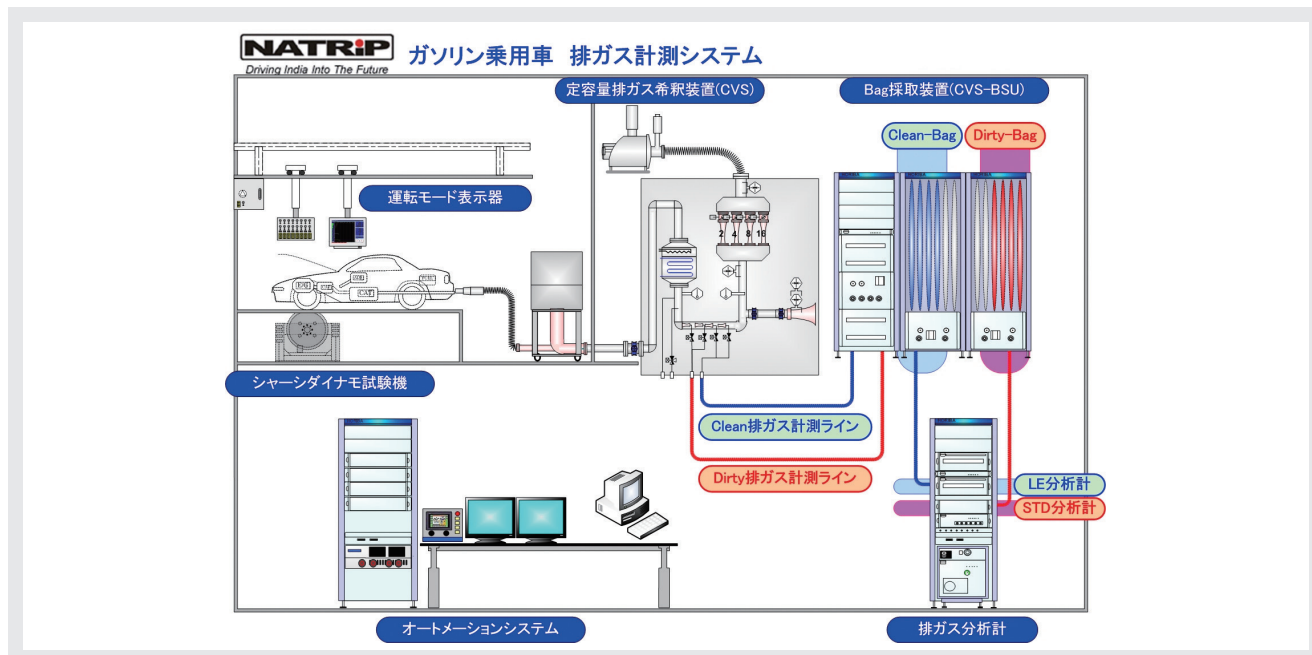 NATRiP
Driving India Into The Future
ガソリン乗用車 排ガス計測システム
定容量排ガス希釈装置(CVS)
Bag採取装置(CVS-BSU)
Clean-Bag
Dirty-Bag
運転モード表示器
2 4 8 16
シャーシダイナモ試験機
Clean排ガス計測ライン
Dirty排ガス計測ライン
LE分析計
STD分析計
オートメーションシステム
排ガス分析計